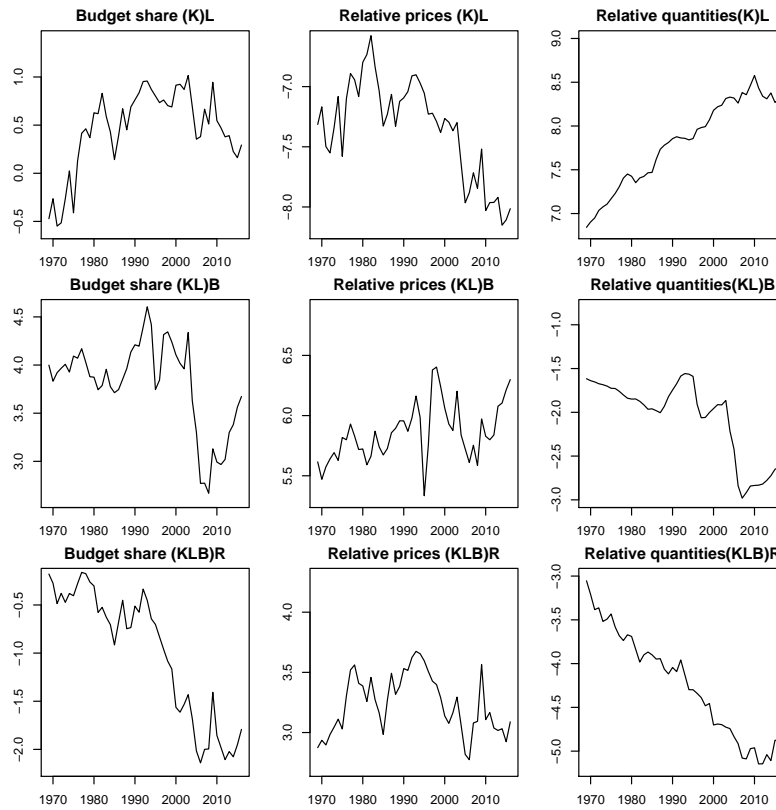 Budget share (K)L
Relative prices (K)L
Relative quantities(K)L
1.0
0.5
0.0
−0.5
−7.0
−7.5
−8.0
9.0
8.5
8.0
7.5
7.0
1970 1980 1990 2000 2010
1970 1980 1990 2000 2010
1970 1980 1990 2000 2010
Budget share (KL)B
Relative prices (KL)B
Relative quantities(KL)B
4.5
4.0
3.5
3.0
6.5
6.0
5.5
−1.0
−1.5
−2.0
−2.5
−3.0
1970 1980 1990 2000 2010
1970 1980 1990 2000 2010
1970 1980 1990 2000 2010
Budget share (KLB)R
Relative prices (KLB)R
Relative quantities(KLB)R
−0.5
−1.0
−1.5
−2.0
4.0
3.5
3.0
−3.0
−3.5
−4.0
−4.5
−5.0
1970 1980 1990 2000 2010
1970 1980 1990 2000 2010
1970 1980 1990 2000 2010